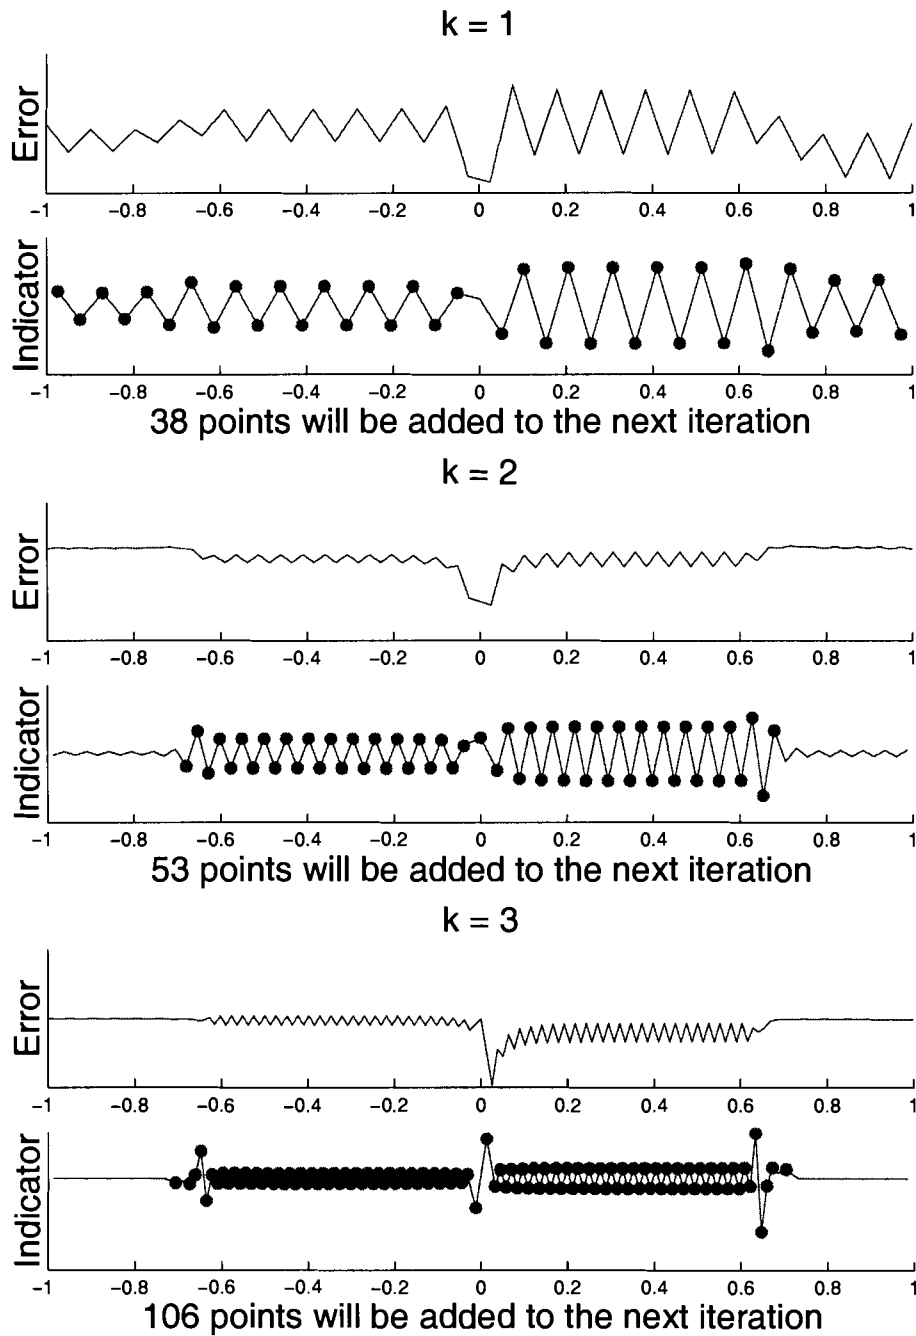 k = 1
Error
-1 -0.8 -0.6 -0.4 -0.2 0 0.2 0.4 0.6 0.8 1
Indicator
-1 -0.8 -0.6 -0.4 -0.2 0 0.2 0.4 0.6 0.8 1
38 points will be added to the next iteration
k = 2
Error
-1 -0.8 -0.6 -0.4 -0.2 0 0.2 0.4 0.6 0.8 1
Indicator
-1 -0.8 -0.6 -0.4 -0.2 0 0.2 0.4 0.6 0.8 1
53 points will be added to the next iteration
k = 3
Error
-1 -0.8 -0.6 -0.4 -0.2 0 0.2 0.4 0.6 0.8 1
Indicator
-1 -0.8 -0.6 -0.4 -0.2 0 0.2 0.4 0.6 0.8 1
106 points will be added to the next iteration